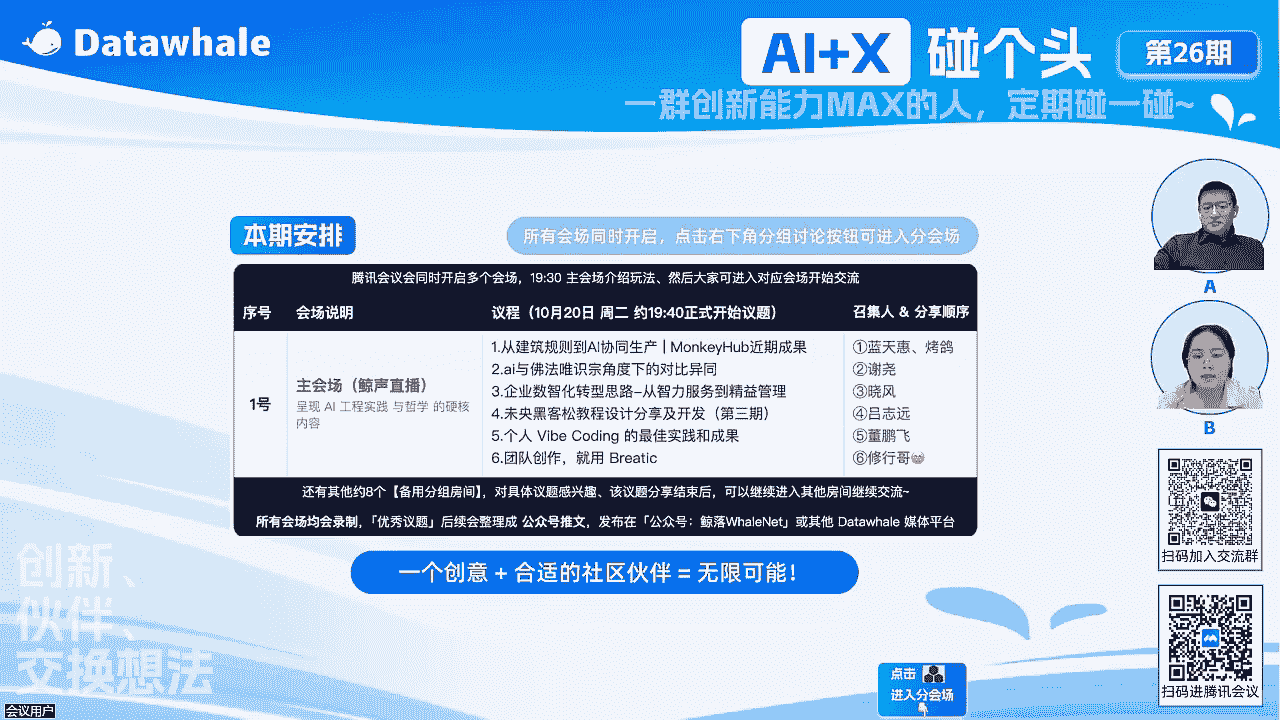 Datawhale
AI+X 碰个头 第26期
一群创新能力MAX的人，定期碰一碰~
本期安排
所有会场同时开启，点击右下角分组讨论按钮可进入分会场
腾讯会议会同时开启多个会场，19:30 主会场介绍玩法、然后大家可进入对应会场开始交流
序号 会场说明 议程（10月20日 周二 约19:40正式开始议题） 召集人 & 分享顺序
1号
主会场（鲸声直播）
呈现 AI 工程实践 与哲学 的硬核
内容
1.从建筑规则到AI协同生产 | MonkeyHub近期成果
2.ai与佛法唯识宗角度下的对比异同
3.企业数智化转型思路-从智力服务到精益管理
4.未央黑客松教程设计分享及开发（第三期）
5.个人 Vibe Coding 的最佳实践和成果
6.团队创作，就用 Breatic
①蓝天惠、烤鸽
②谢尧
③晓风
④吕志远
⑤董鹏飞
⑥修行哥😁
还有其他约8个【备用分组房间】，对具体议题感兴趣、该议题分享结束后，可以继续进入其他房间继续交流~
所有会场均会录制，「优秀议题」后续会整理成 公众号推文，发布在「公众号：鲸落WhaleNet」或其他 Datawhale 媒体平台
一个创意 + 合适的社区伙伴 = 无限可能！
A
B
扫码加入交流群
扫码进腾讯会议
创新、
伙伴、
交换想法
点击
进入分会场
会议用户